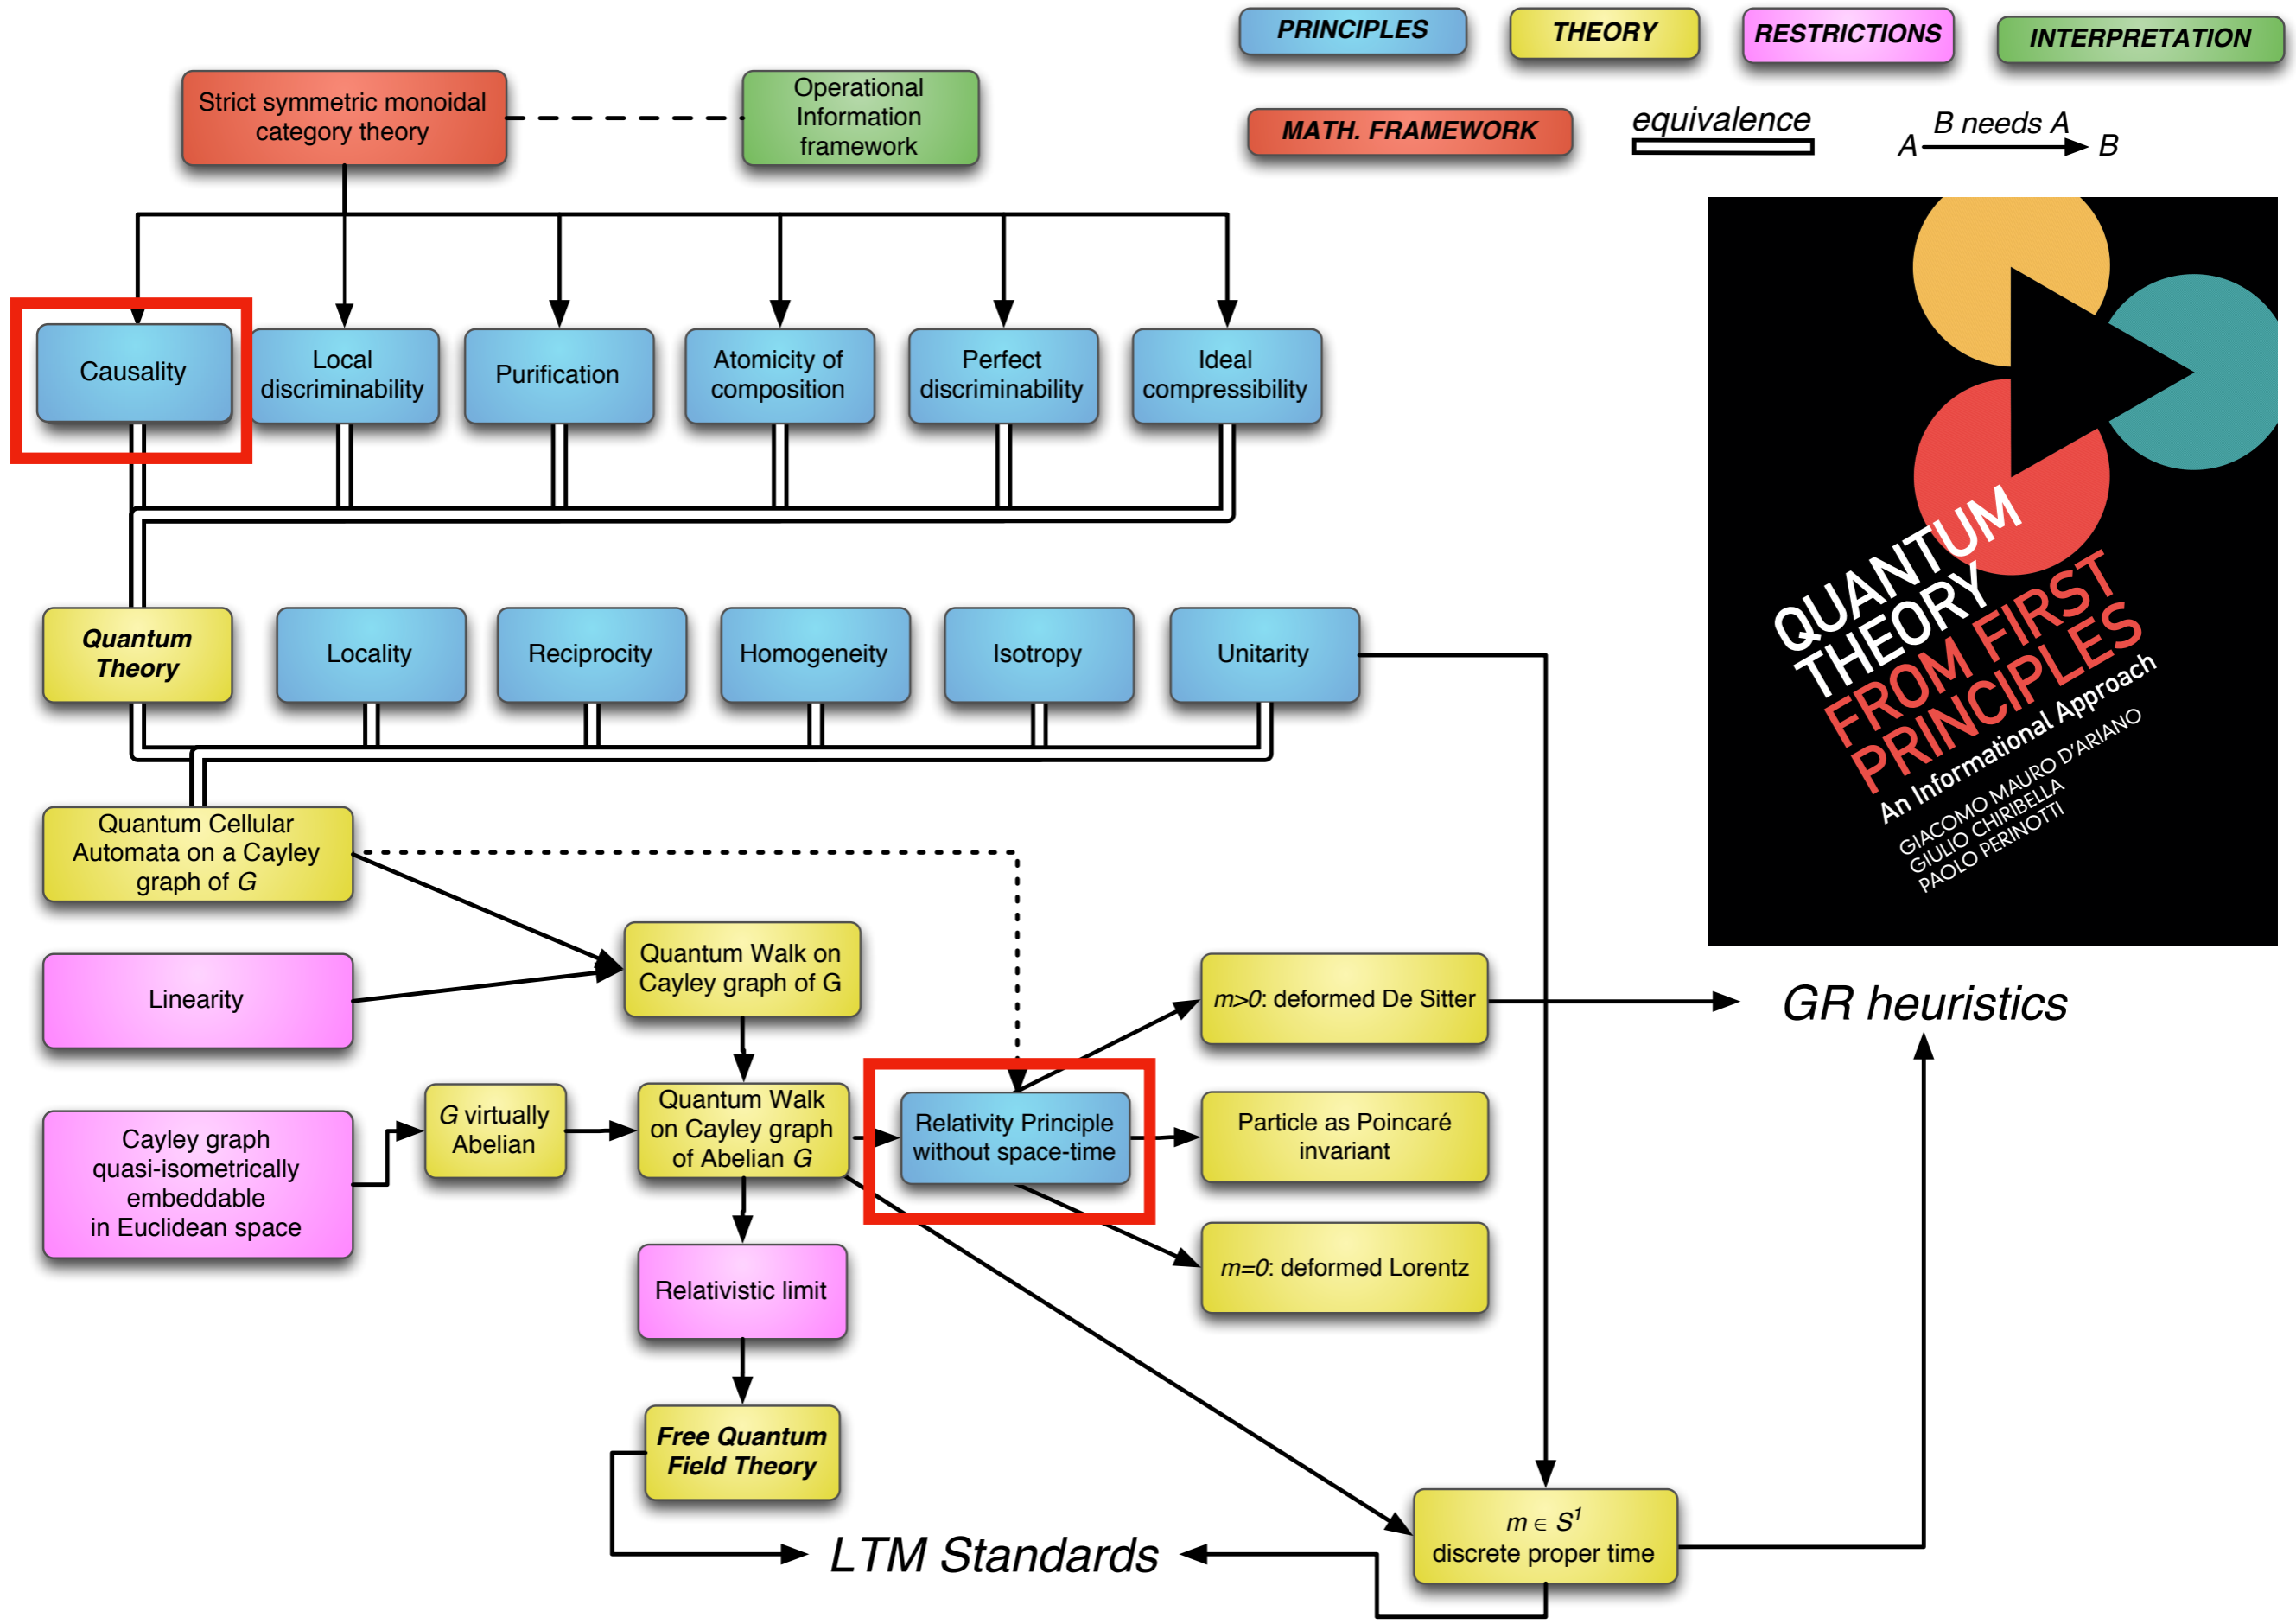 PRINCIPLES
THEORY
RESTRICTIONS
INTERPRETATION
MATH. FRAMEWORK
equivalence
B needs A
A
B
Strict symmetric monoidal
category theory
Operational
Information
framework
Causality
Local
discriminability
Purification
Atomicity of
composition
Perfect
discriminability
Ideal
compressibility
Quantum
Theory
Locality
Reciprocity
Homogeneity
Isotropy
Unitarity
QUANTUM
THEORY
FROM FIRST
PRINCIPLES
An Informational Approach
GIACOMO MAURO D'ARIANO
GIULIO CHIRIBELLA
PAOLO PERINOTTI
Quantum Cellular
Automata on a Cayley
graph of G
Linearity
Quantum Walk on
Cayley graph of G
m>0: deformed De Sitter
GR heuristics
Cayley graph
quasi-isometrically
embeddable
in Euclidean space
G virtually
Abelian
Quantum Walk
on Cayley graph
of Abelian G
Relativity Principle
without space-time
Particle as Poincaré
invariant
m=0: deformed Lorentz
Relativistic limit
Free Quantum
Field Theory
LTM Standards
m ∈ S¹
discrete proper time